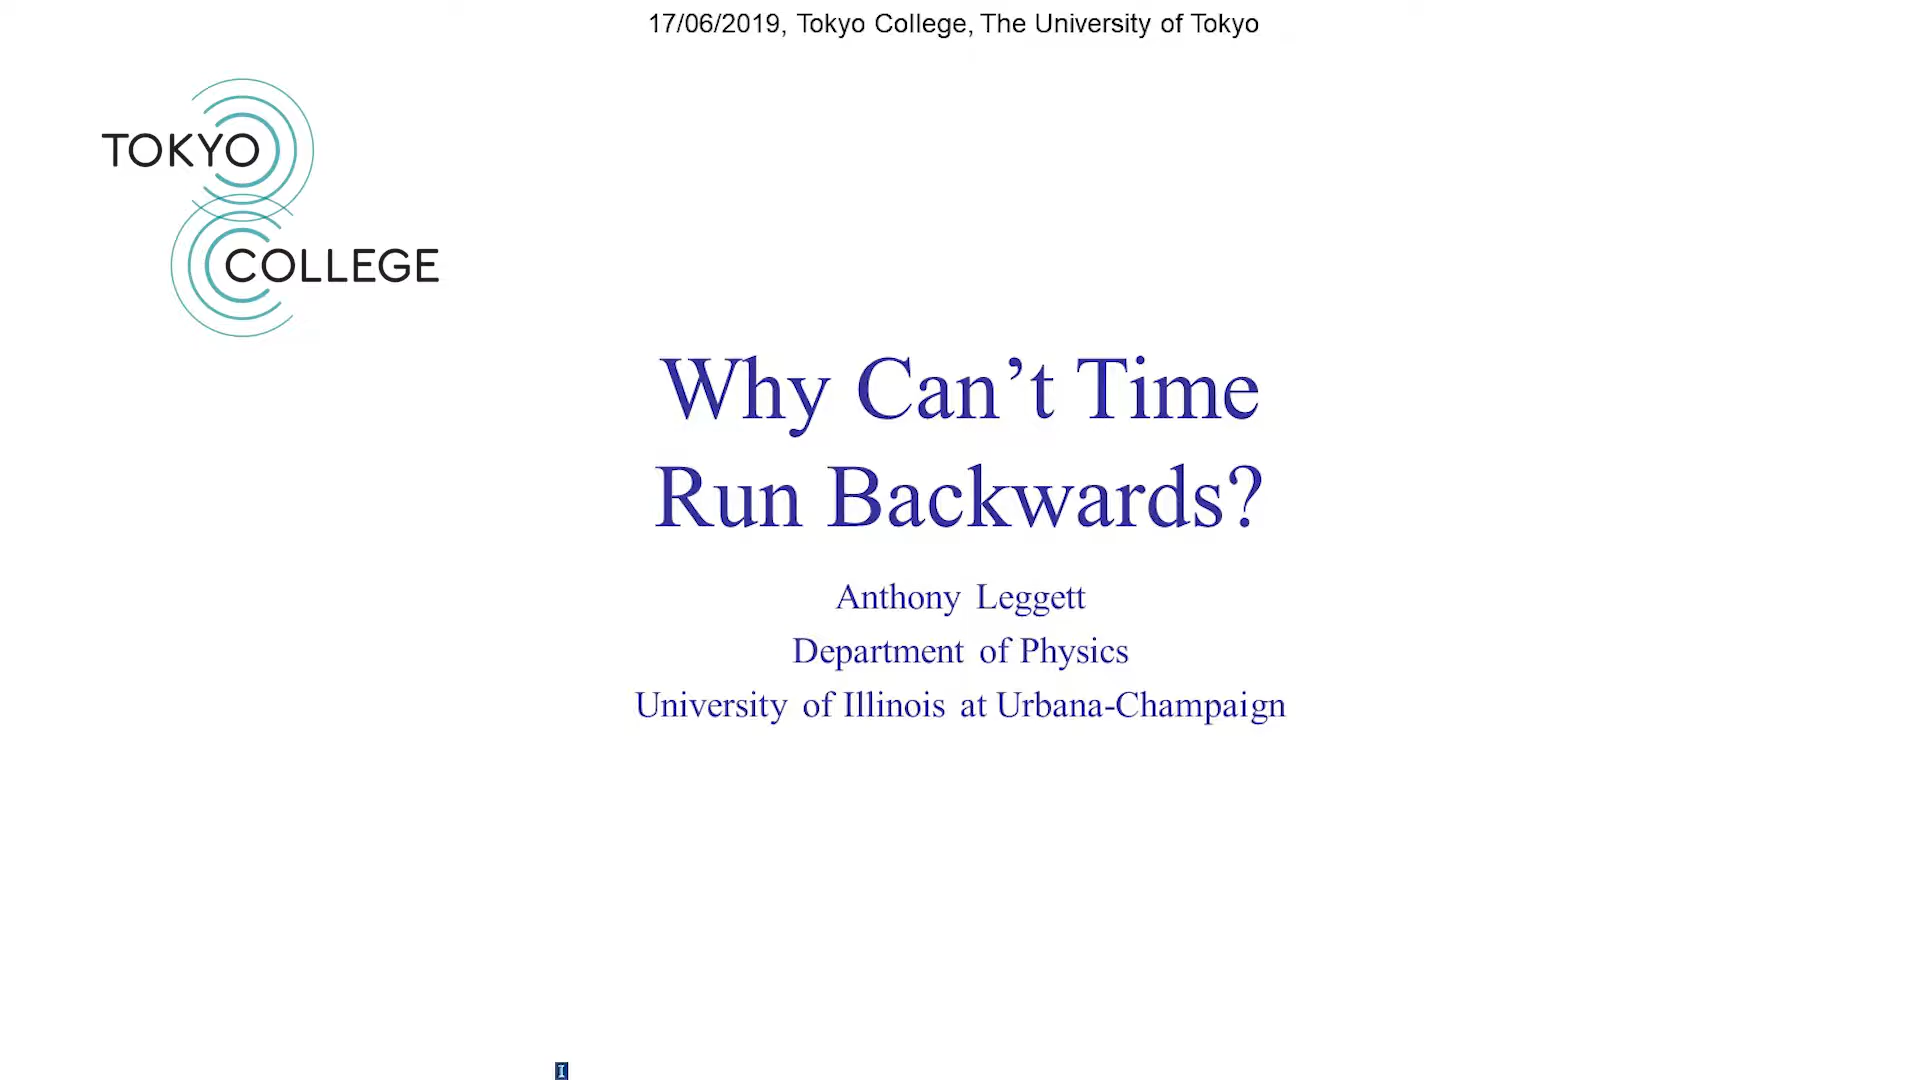 17/06/2019, Tokyo College, The University of Tokyo
TOKYO
COLLEGE
Why Can’t Time
Run Backwards?
Anthony Leggett
Department of Physics
University of Illinois at Urbana-Champaign
I